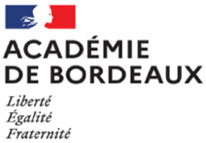 ACADÉMIE
DE BORDEAUX
Liberté
Égalité
Fraternité